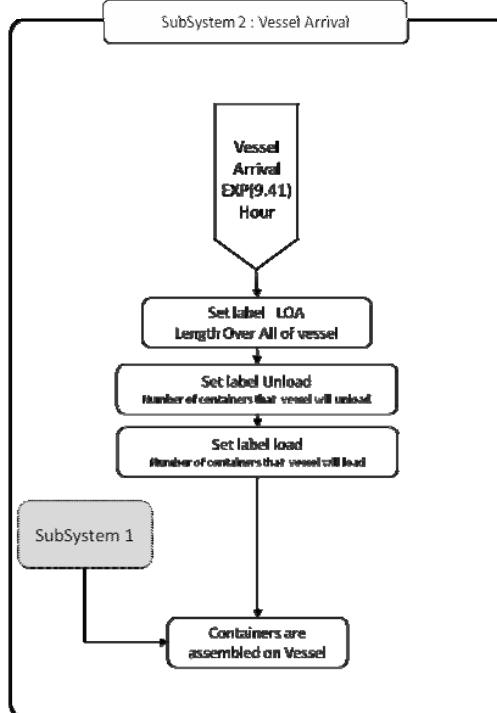 SubSystem 2 : Vessel Arrival
Vessel
Arrival
EXP(9.41)
Hour
Set label LOA
Length Over All of vessel
Set label Unload
Number of containers that vessel will unload
Set label load
Number of containers that vessel will load
SubSystem 1
Containers are
assembled on Vessel